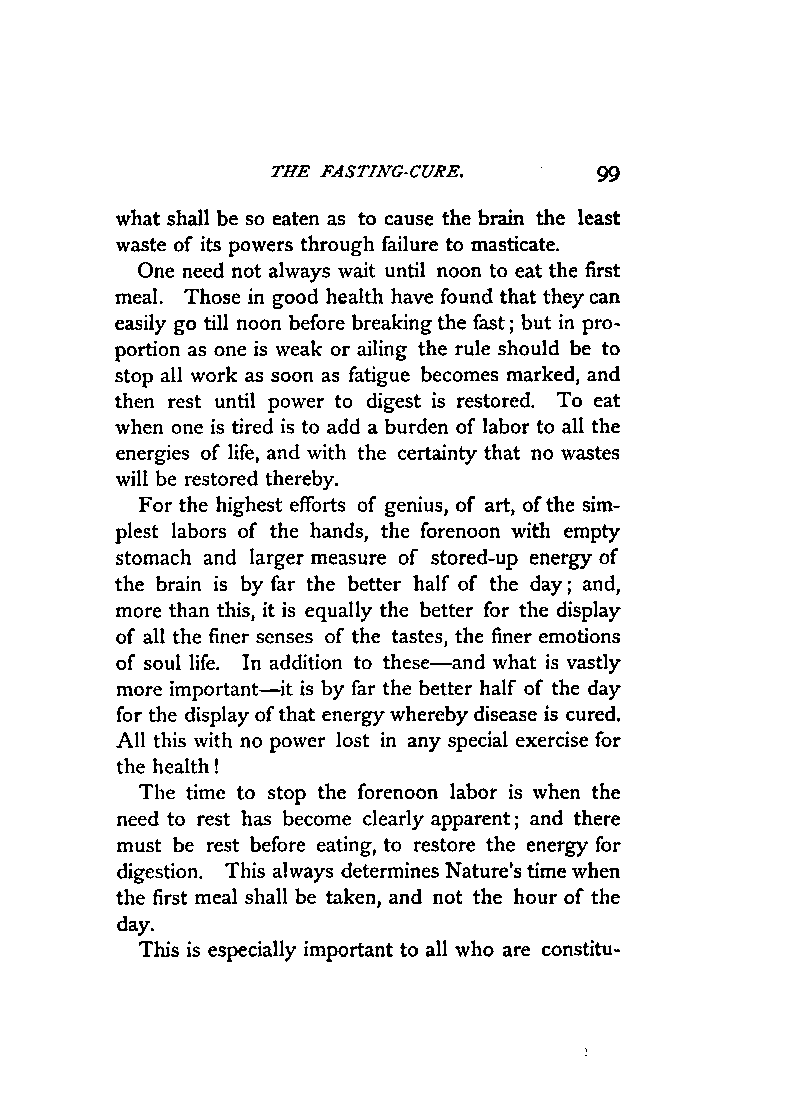 THE FASTING-CURE. 99
what shall be so eaten as to cause the brain the least
waste of its powers through failure to masticate.
One need not always wait until noon to eat the first
meal. Those in good health have found that they can
easily go till noon before breaking the fast; but in pro-
portion as one is weak or ailing the rule should be to
stop all work as soon as fatigue becomes marked, and
then rest until power to digest is restored. To eat
when one is tired is to add a burden of labor to all the
energies of life, and with the certainty that no wastes
will be restored thereby.
For the highest efforts of genius, of art, of the sim-
plest labors of the hands, the forenoon with empty
stomach and larger measure of stored-up energy of
the brain is by far the better half of the day; and,
more than this, it is equally the better for the display
of all the finer senses of the tastes, the finer emotions
of soul life. In addition to these—and what is vastly
more important—it is by far the better half of the day
for the display of that energy whereby disease is cured.
All this with no power lost in any special exercise for
the health!
The time to stop the forenoon labor is when the
need to rest has become clearly apparent; and there
must be rest before eating, to restore the energy for
digestion. This always determines Nature's time when
the first meal shall be taken, and not the hour of the
day.
This is especially important to all who are constitu-